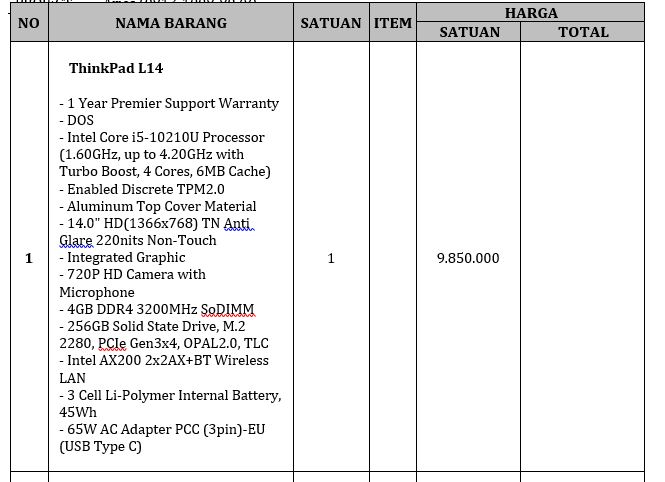 NO
NAMA BARANG
SATUAN
ITEM
HARGA
SATUAN
TOTAL
1
ThinkPad L14
- 1 Year Premier Support Warranty
- DOS
- Intel Core i5-10210U Processor
(1.60GHz, up to 4.20GHz with
Turbo Boost, 4 Cores, 6MB Cache)
- Enabled Discrete TPM2.0
- Aluminum Top Cover Material
- 14.0" HD(1366x768) TN Anti
Glare 220nits Non-Touch
- Integrated Graphic
- 720P HD Camera with
Microphone
- 4GB DDR4 3200MHz SoDIMM
- 256GB Solid State Drive, M.2
2280, PCIe Gen3x4, OPAL2.0, TLC
- Intel AX200 2x2AX+BT Wireless
LAN
- 3 Cell Li-Polymer Internal Battery,
45Wh
- 65W AC Adapter PCC (3pin)-EU
(USB Type C)
1
9.850.000